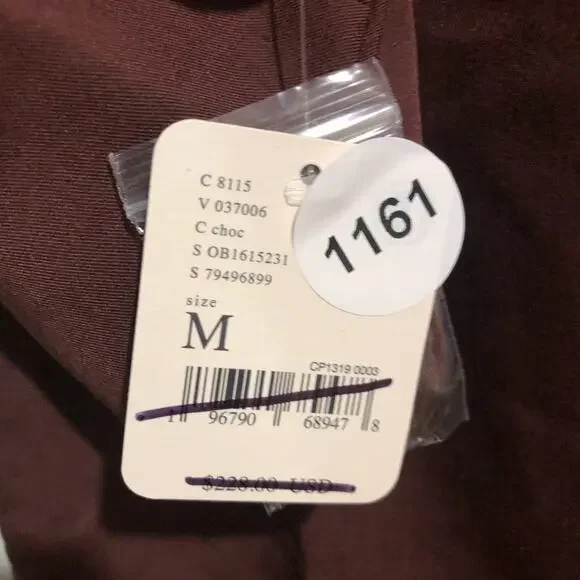 C 8115
V 037006
C choc
S OB1615231
S 79496899
1161
size
M
CP1319 0003
1 96790 68947 8
$228.00 USD